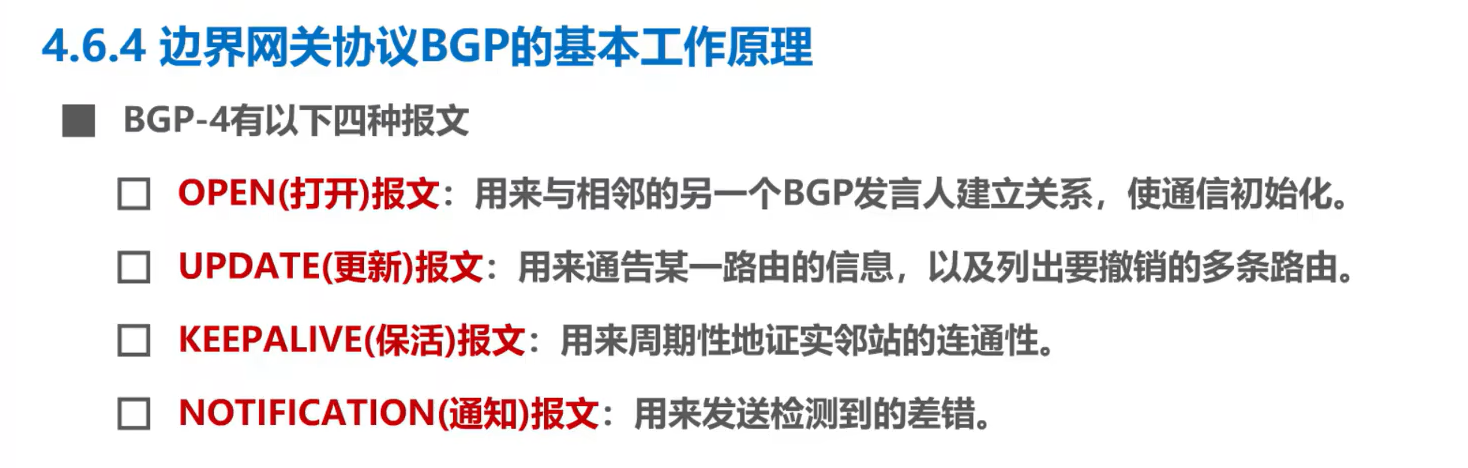 4.6.4 边界网关协议BGP的基本工作原理
BGP-4有以下四种报文
OPEN(打开)报文：用来与相邻的另一个BGP发言人建立关系，使通信初始化。
UPDATE(更新)报文：用来通告某一路由的信息，以及列出要撤销的多条路由。
KEEPALIVE(保活)报文：用来周期性地证实邻站的连通性。
NOTIFICATION(通知)报文：用来发送检测到的差错。